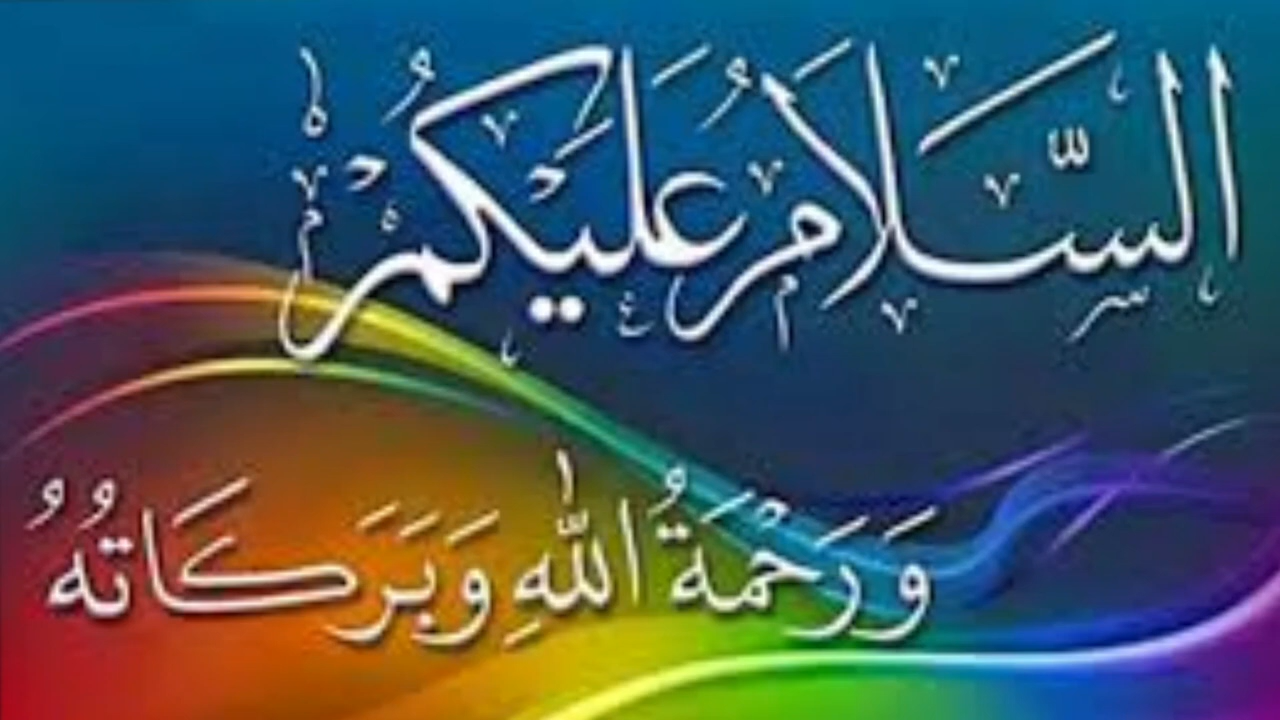 السَّلَامُ عَلَيْكُمْ
وَرَحْمَةُ اللهِ وَبَرَكَاتُهُ